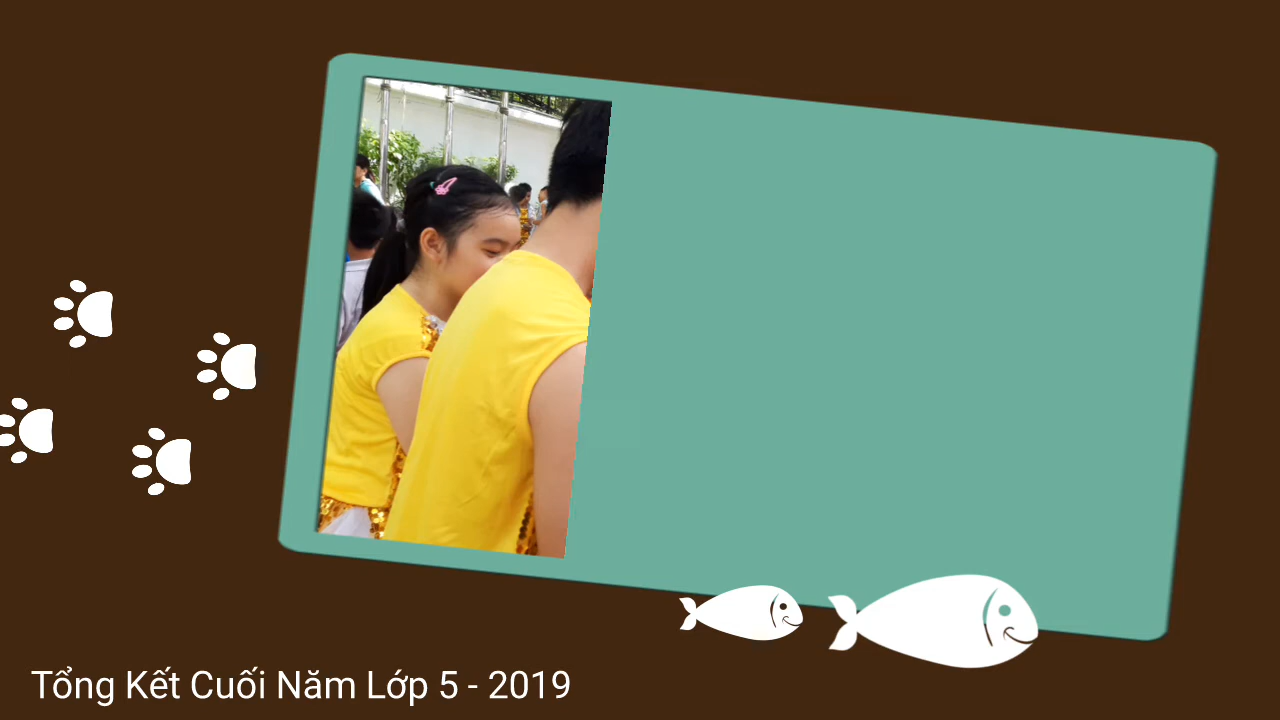 Tổng Kết Cuối Năm Lớp 5 - 2019